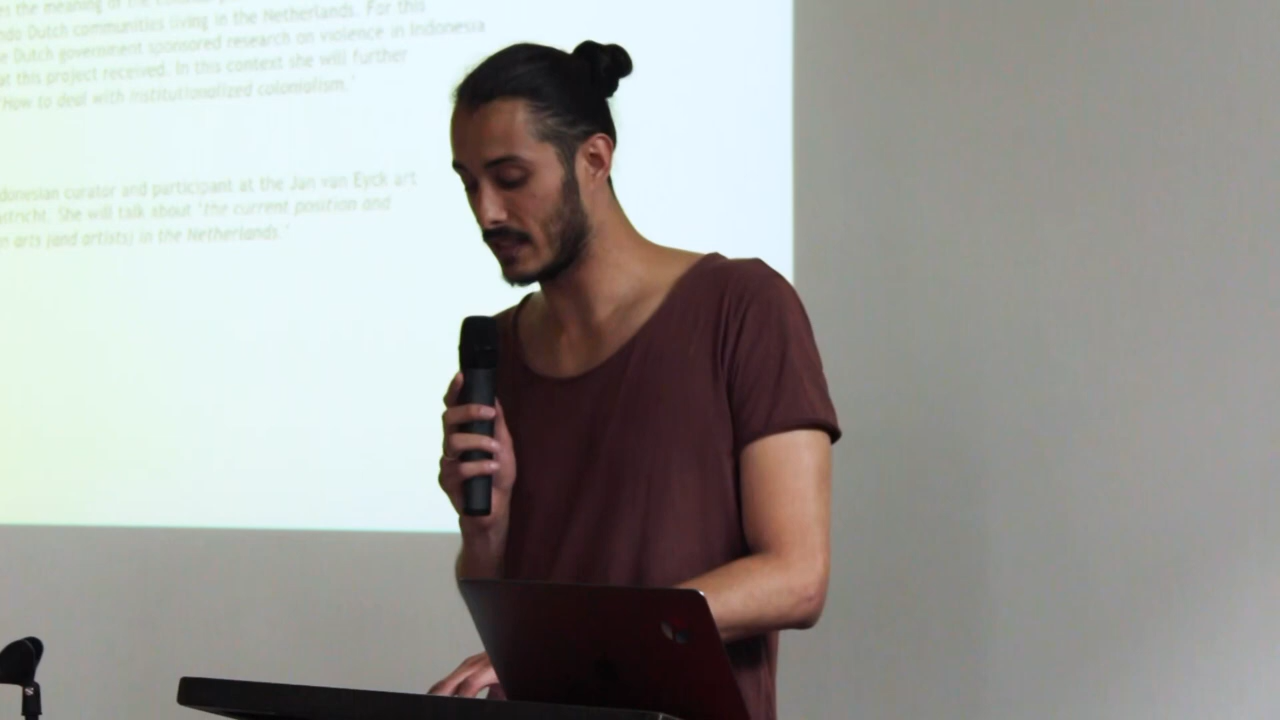 s the meaning of the
ndo Dutch communities living in the Netherlands. For this
e Dutch government sponsored research on violence in Indonesia
at this project received. In this context she will further
'How to deal with institutionalized colonialism.'
donesian curator and participant at the Jan van Eyck art
stricht. She will talk about 'the current position and
n arts (and artists) in the Netherlands.'